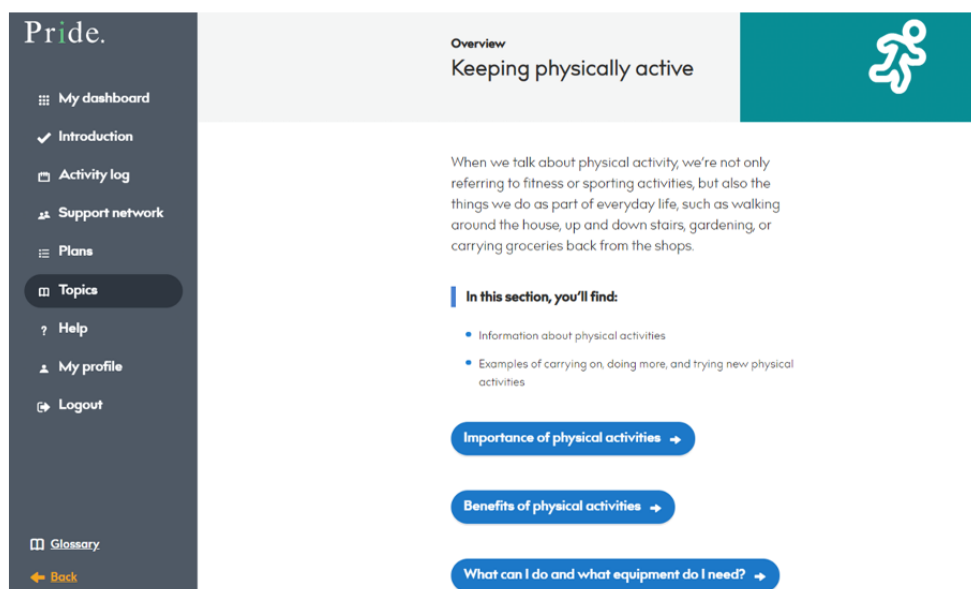 Pride.
My dashboard
Introduction
Activity log
Support network
Plans
Topics
? Help
My profile
Logout
Glossary
Back
Overview
Keeping physically active
When we talk about physical activity, we're not only
referring to fitness or sporting activities, but also the
things we do as part of everyday life, such as walking
around the house, up and down stairs, gardening, or
carrying groceries back from the shops.
In this section, you'll find:
Information about physical activities
Examples of carrying on, doing more, and trying new physical
activities
Importance of physical activities
Benefits of physical activities
What can I do and what equipment do I need?